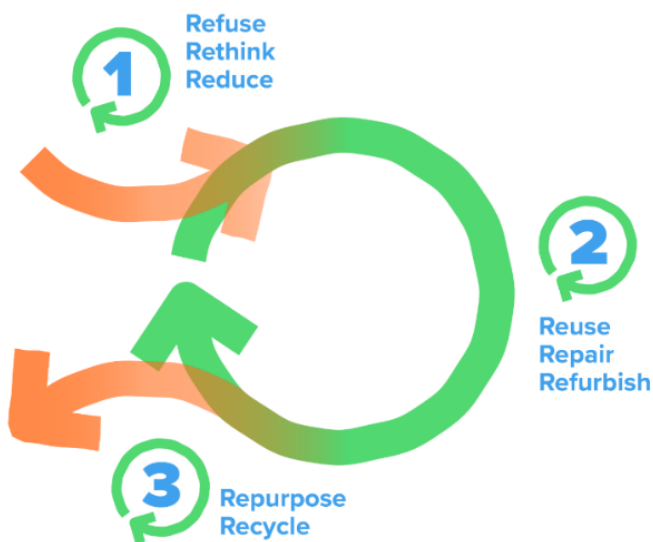 1
Refuse
Rethink
Reduce
2
Reuse
Repair
Refurbish
3
Repurpose
Recycle